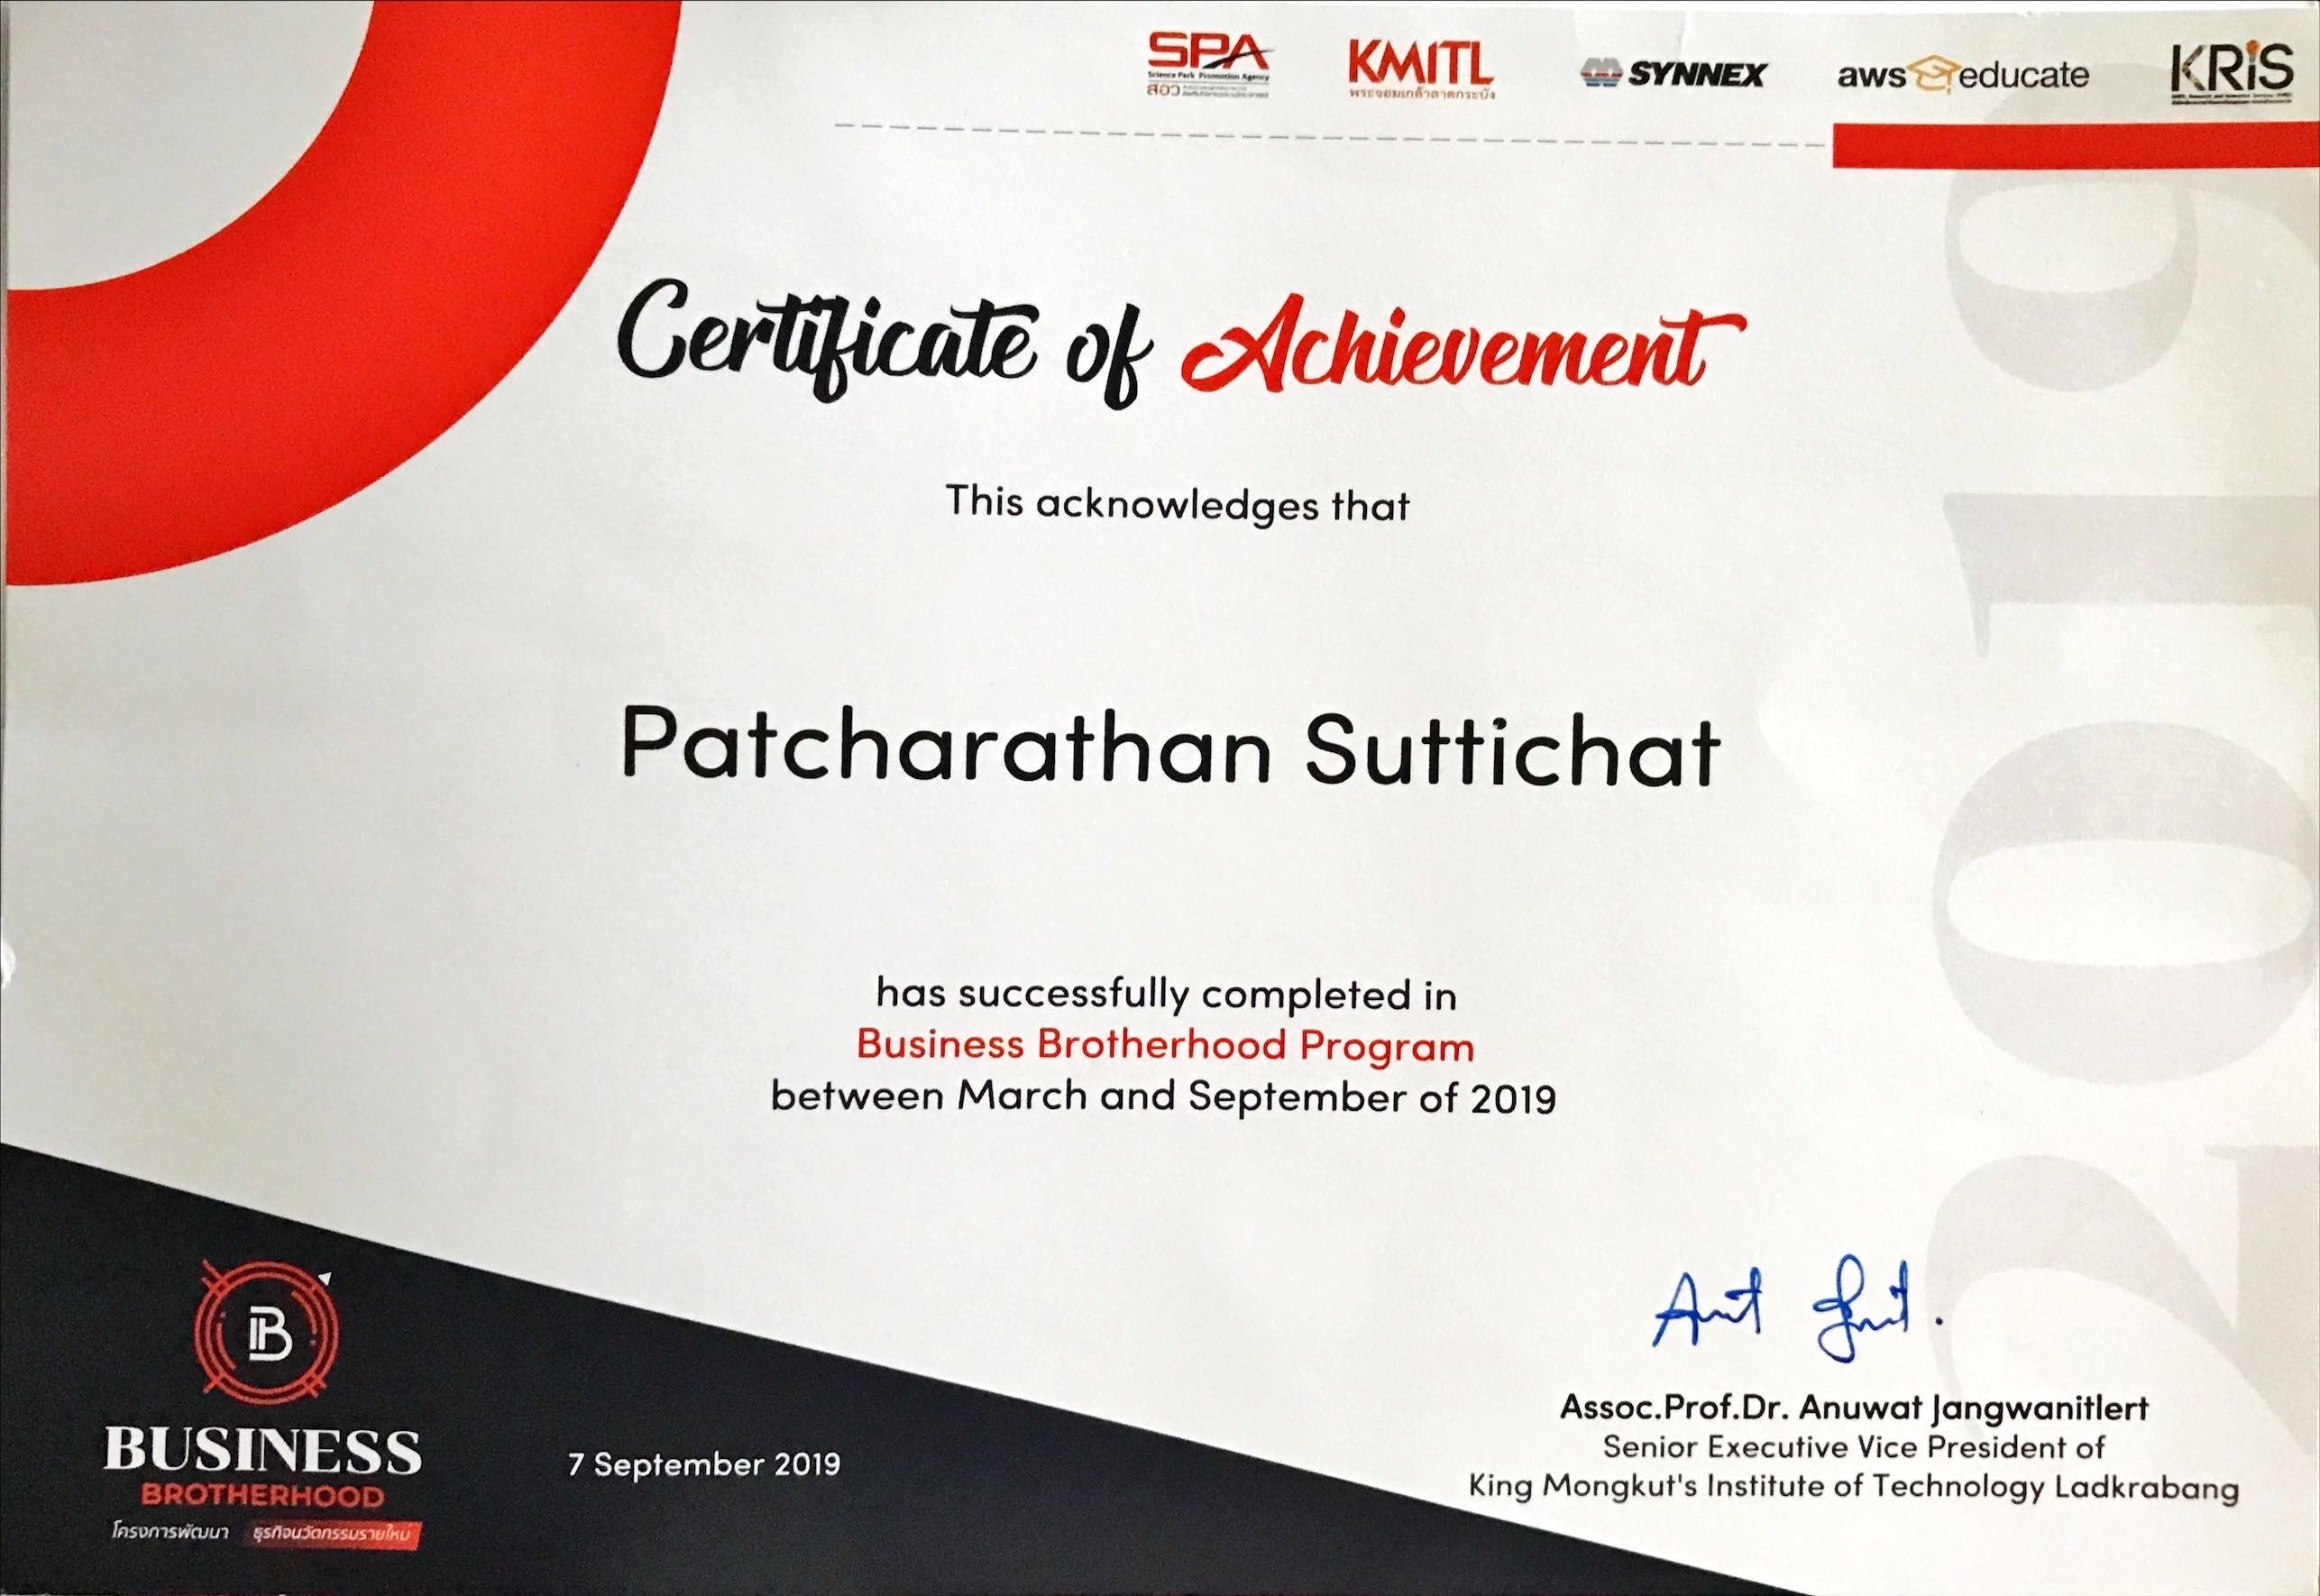 SPA
Science Park Promotion Agency
สอว
KMITL
พระจอมเกล้าลาดกระบัง
SYNNEX
aws educate
KRiS
Certificate of Achievement
This acknowledges that
Patcharathan Suttichat
has successfully completed in
Business Brotherhood Program
between March and September of 2019
2019
B
BUSINESS
BROTHERHOOD
โครงการพัฒนา ธุรกิจนวัตกรรมรายใหม่
7 September 2019
Assoc.Prof.Dr. Anuwat Jangwanitlert
Senior Executive Vice President of
King Mongkut's Institute of Technology Ladkrabang